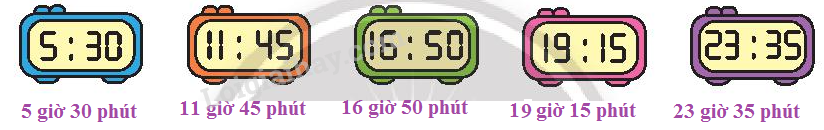 5:30 11:45 16:50 19:15 23:35
5 giờ 30 phút 11 giờ 45 phút 16 giờ 50 phút 19 giờ 15 phút 23 giờ 35 phút